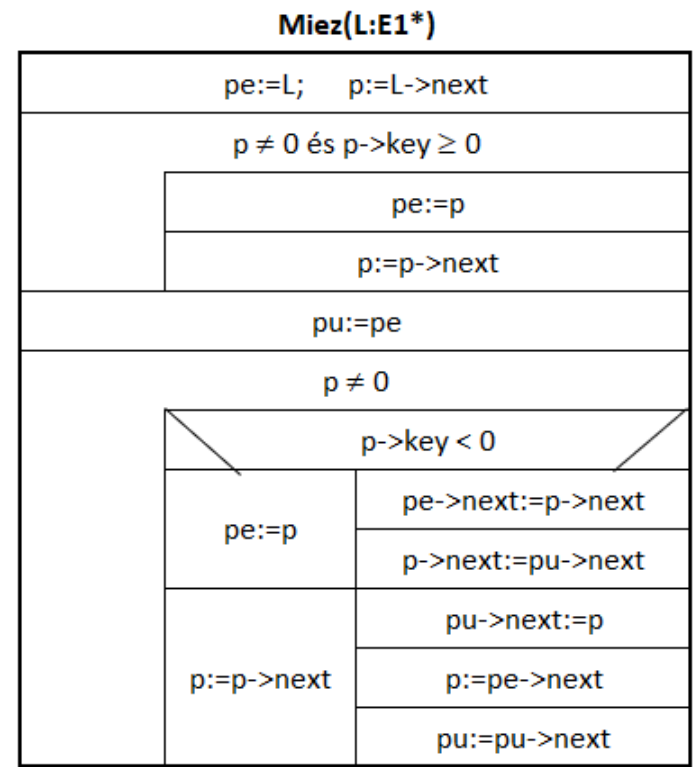 Miez(L:E1*)
pe:=L; p:=L->next
p ≠ 0 és p->key ≥ 0
pe:=p
p:=p->next
pu:=pe
p ≠ 0
p->key < 0
pe:=p
pe->next:=p->next
p->next:=pu->next
p:=p->next
pu->next:=p
p:=pe->next
pu:=pu->next